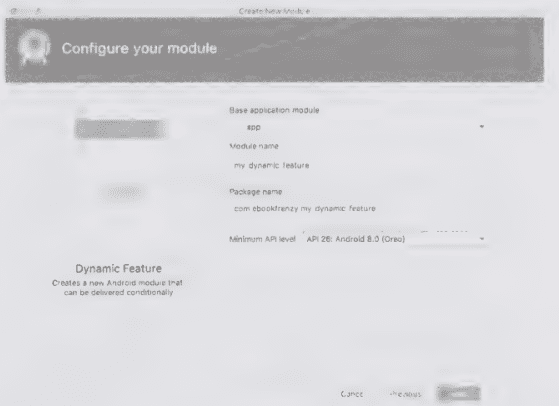 Create New Module
Configure your module
Base application module
app
Module name
my dynamic feature
Package name
com ebookfrenzy my dynamic feature
Minimum API level API 26: Android 8.0 (Oreo)
Dynamic Feature
Creates a new Android module that
can be delivered conditionally
Cancel Previous